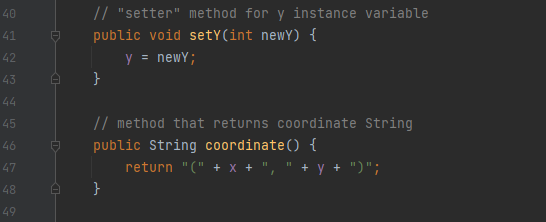 40 // "setter" method for y instance variable
41 public void setY(int newY) {
42 y = newY;
43 }
44
45 // method that returns coordinate String
46 public String coordinate() {
47 return "(" + x + ", " + y + ")";
48 }
49